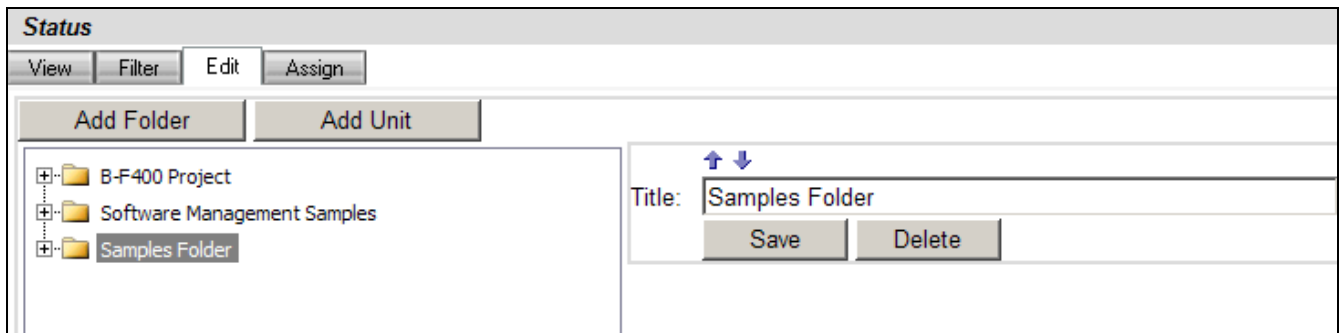 Status
View Filter Edit Assign
Add Folder Add Unit
B-F400 Project
Software Management Samples
Samples Folder
Title: Samples Folder
Save Delete